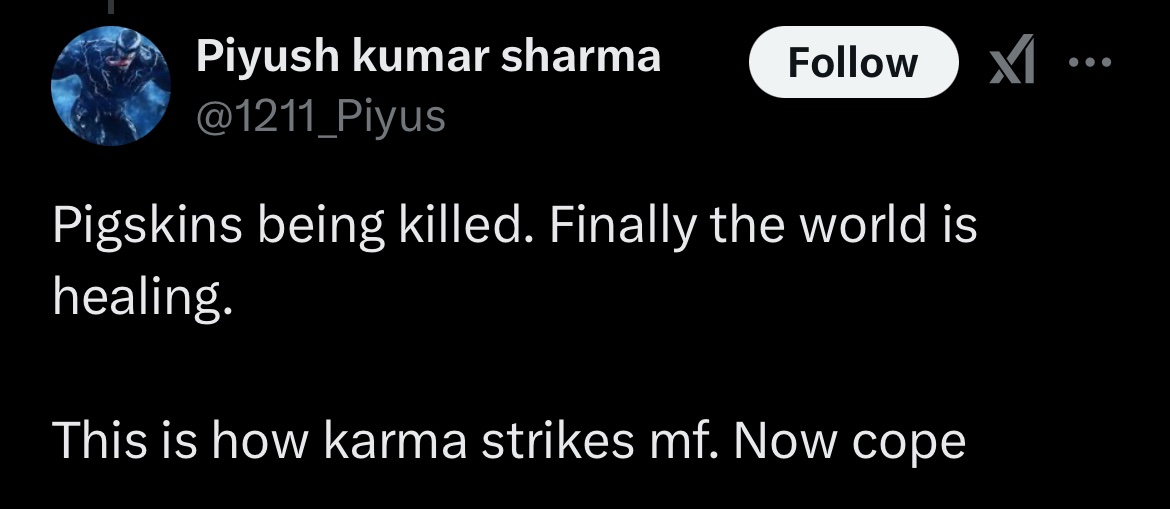 Piyush kumar sharma
Follow
@1211_Piyus
Pigskins being killed. Finally the world is
healing.
This is how karma strikes mf. Now cope